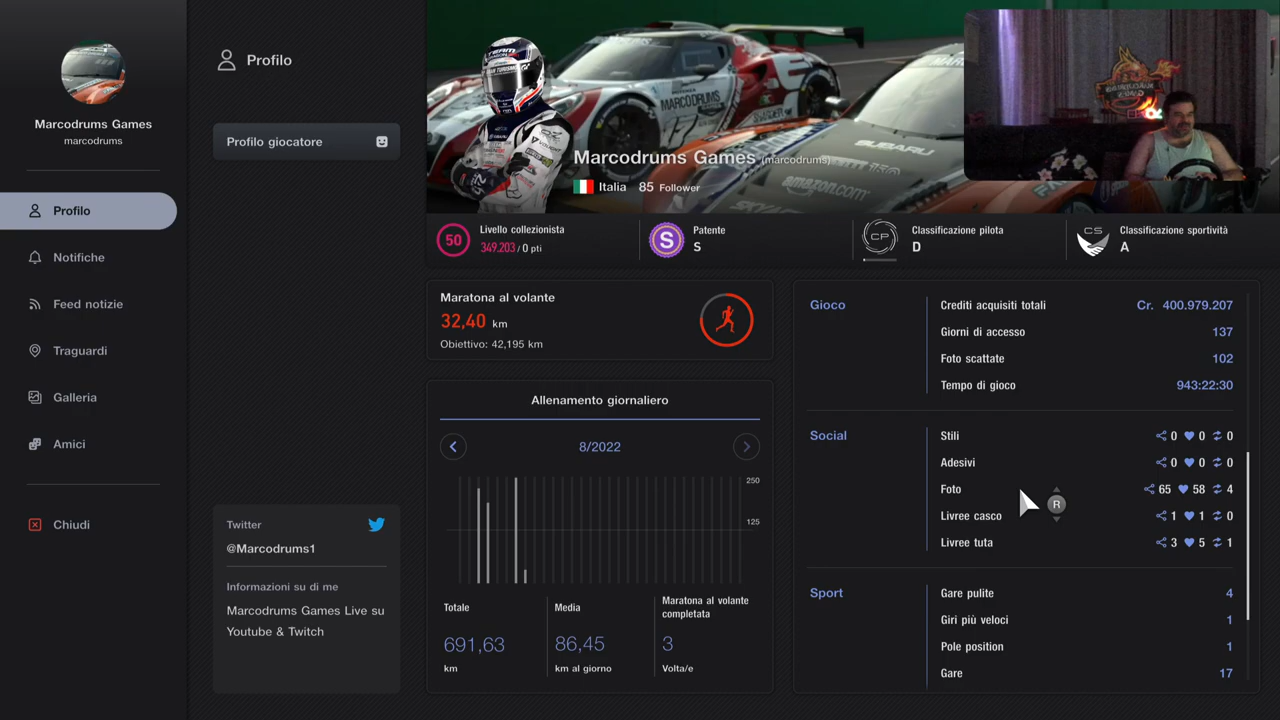 Marcodrums Games
marcodrums
Profilo
Notifiche
Feed notizie
Traguardi
Galleria
Amici
Chiudi
Profilo
Profilo giocatore
Twitter
@Marcodrums1
Informazioni su di me
Marcodrums Games Live su
Youtube & Twitch
MARCODRUMS
SUBARU
amazon.com
Marcodrums Games (marcodrums)
Italia 85 Follower
50 Livello collezionista
349.203 / 0 pti
S Patente
S
CP Classificazione pilota
D
CS Classificazione sportività
A
Maratona al volante
32,40 km
Obiettivo: 42,195 km
Allenamento giornaliero
8/2022
250
125
Totale
691,63
km
Media
86,45
km al giorno
Maratona al volante
completata
3
Volta/e
Gioco
Crediti acquisiti totali Cr. 400.979.207
Giorni di accesso 137
Foto scattate 102
Tempo di gioco 943:22:30
Social
Stili 0 0 0
Adesivi 0 0 0
Foto 65 58 4
Livree casco 1 1 0
Livree tuta 3 5 1
R
Sport
Gare pulite 4
Giri più veloci 1
Pole position 1
Gare 17